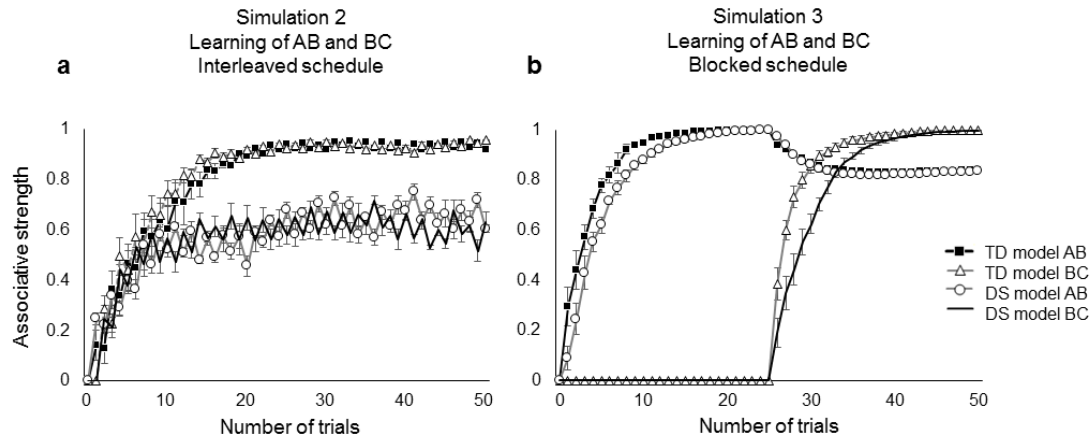 Simulation 2
Learning of AB and BC
Interleaved schedule
a
Associative strength
1
0.8
0.6
0.4
0.2
0
0 10 20 30 40 50
Number of trials
Simulation 3
Learning of AB and BC
Blocked schedule
b
1
0.8
0.6
0.4
0.2
0
0 10 20 30 40 50
Number of trials
TD model AB
TD model BC
DS model AB
DS model BC